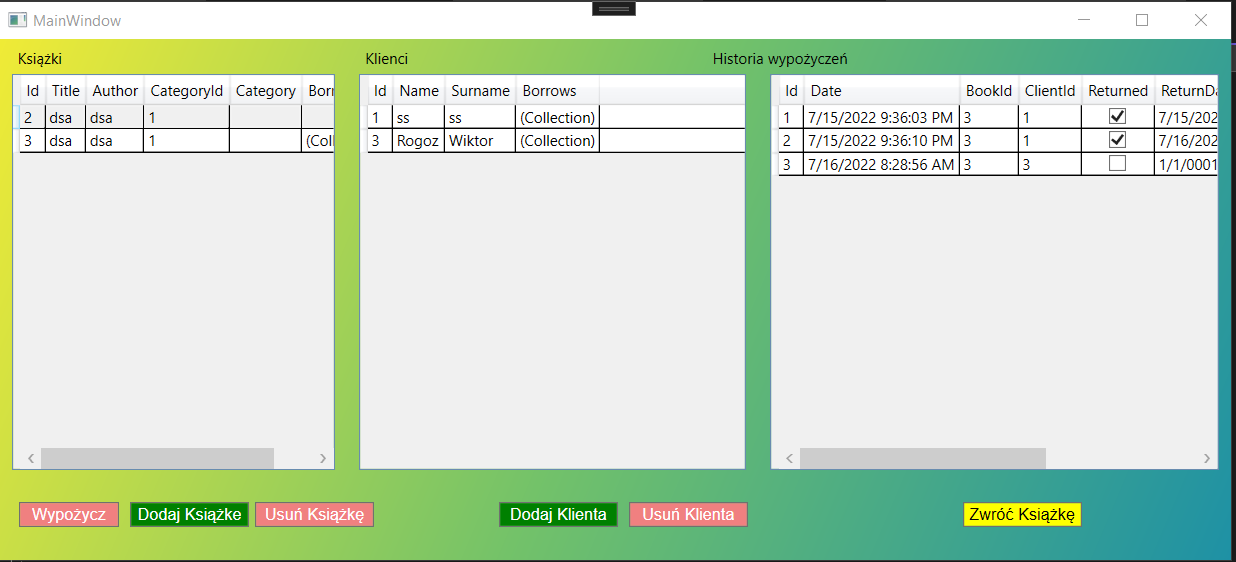 MainWindow
Książki Klienci Historia wypożyczeń
Id Title Author CategoryId Category Borr
2 dsa dsa 1
3 dsa dsa 1 (Coll
Id Name Surname Borrows
1 ss ss (Collection)
3 Rogoz Wiktor (Collection)
Id Date BookId ClientId Returned ReturnDa
1 7/15/2022 9:36:03 PM 3 1 7/15/202
2 7/15/2022 9:36:10 PM 3 1 7/16/202
3 7/16/2022 8:28:56 AM 3 3 1/1/0001
Wypożycz Dodaj Książke Usuń Książkę Dodaj Klienta Usuń Klienta Zwróć Książkę